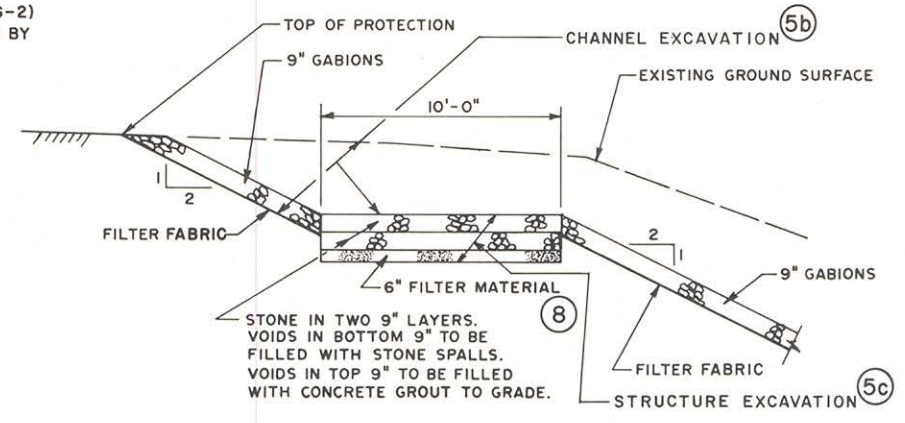 S-2)
BY
TOP OF PROTECTION
CHANNEL EXCAVATION 5b
9" GABIONS
EXISTING GROUND SURFACE
10'-0"
1
2
FILTER FABRIC
2
1
9" GABIONS
6" FILTER MATERIAL
8
STONE IN TWO 9" LAYERS.
VOIDS IN BOTTOM 9" TO BE
FILLED WITH STONE SPALLS.
VOIDS IN TOP 9" TO BE FILLED
WITH CONCRETE GROUT TO GRADE.
FILTER FABRIC
STRUCTURE EXCAVATION 5c